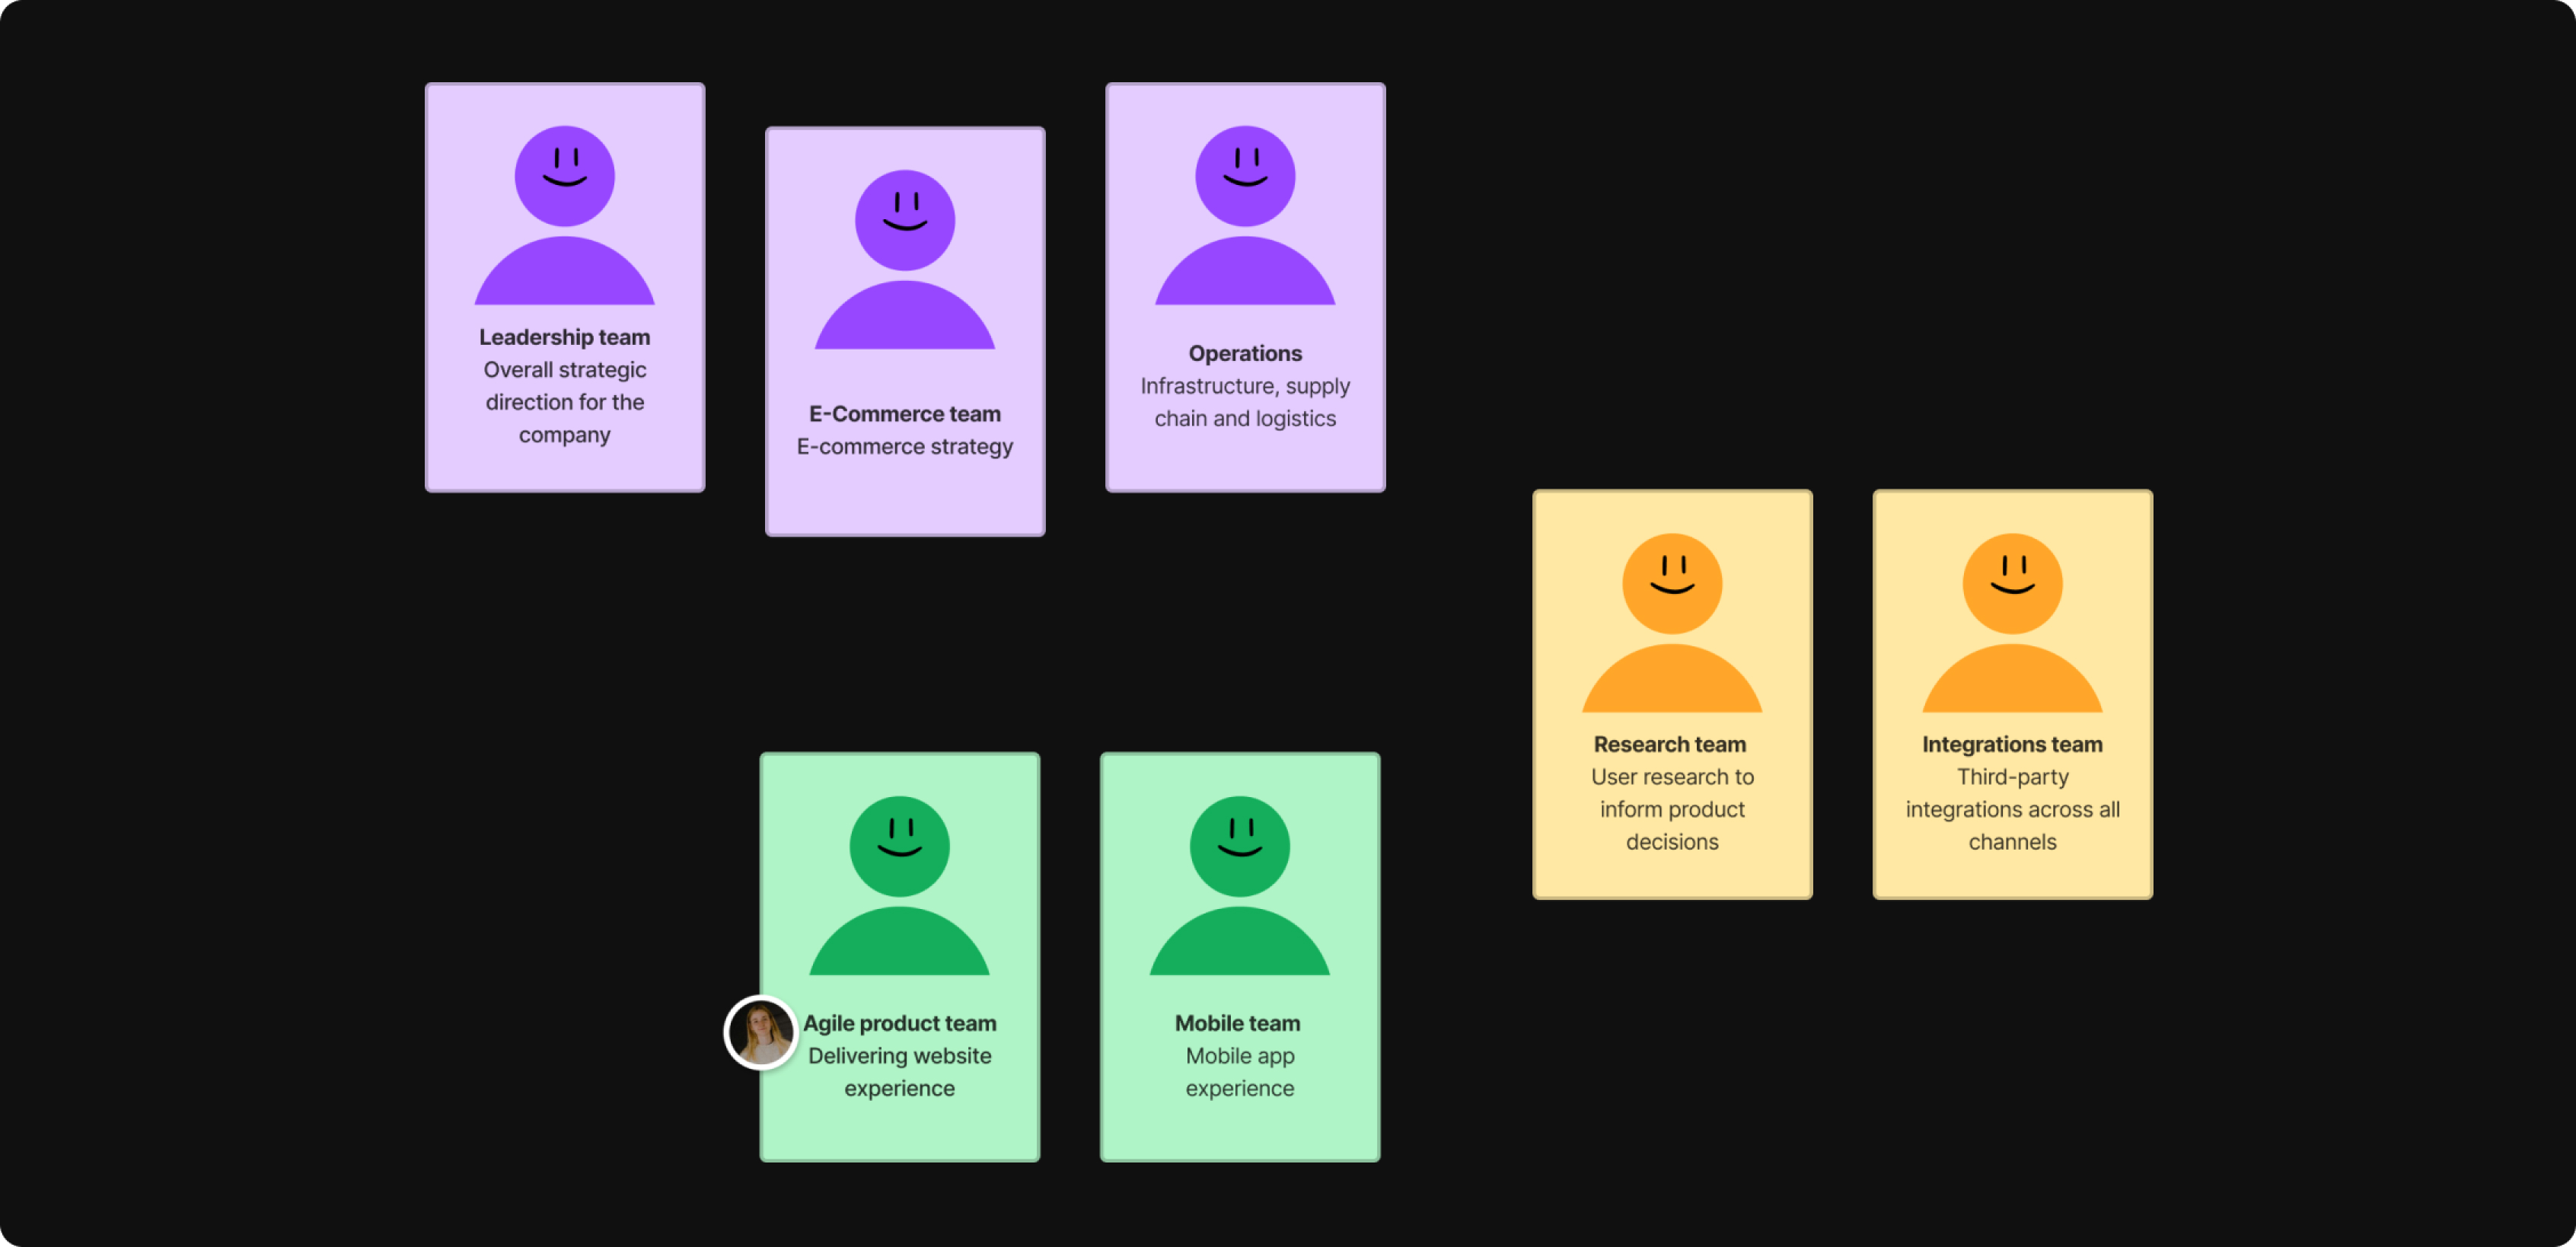 Leadership team
Overall strategic
direction for the
company
E-Commerce team
E-commerce strategy
Operations
Infrastructure, supply
chain and logistics
Research team
User research to
inform product
decisions
Integrations team
Third-party
integrations across all
channels
Agile product team
Delivering website
experience
Mobile team
Mobile app
experience